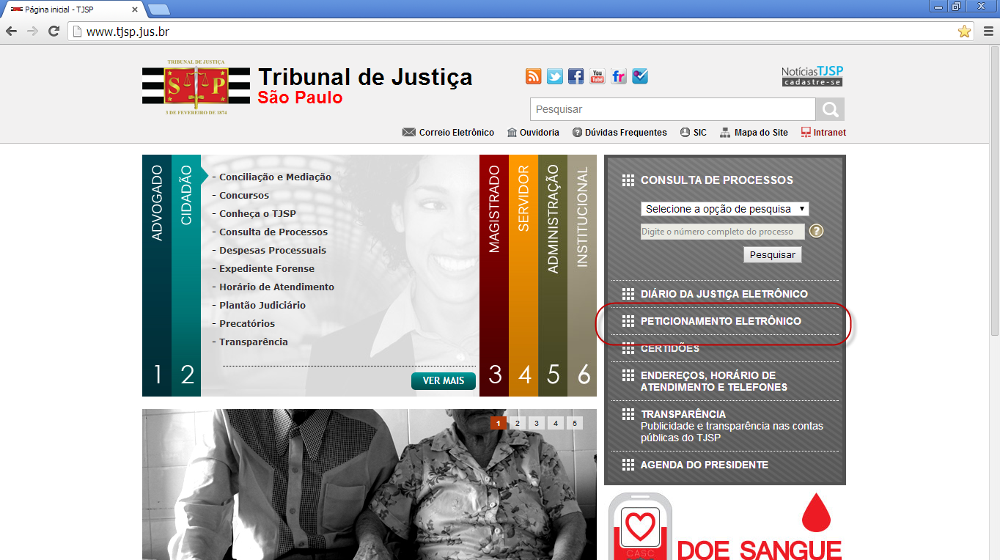 Página inicial - TJSP
www.tjsp.jus.br
TRIBUNAL DE JUSTIÇA
S P
3 DE FEVEREIRO DE 1874
Tribunal de Justiça
São Paulo
You
Tube
fr
NotíciasTJSP
cadastre-se
Pesquisar
Correio Eletrônico
Ouvidoria
Dúvidas Frequentes
SIC
Mapa do Site
Intranet
ADVOGADO
1
CIDADÃO
2
- Conciliação e Mediação
- Concursos
- Conheça o TJSP
- Consulta de Processos
- Despesas Processuais
- Expediente Forense
- Horário de Atendimento
- Plantão Judiciário
- Precatórios
- Transparência
VER MAIS
MAGISTRADO
3
SERVIDOR
4
ADMINISTRAÇÃO
5
INSTITUCIONAL
6
1 2 3 4 5
CONSULTA DE PROCESSOS
Selecione a opção de pesquisa
Digite o número completo do processo
?
Pesquisar
DIÁRIO DA JUSTIÇA ELETRÔNICO
PETICIONAMENTO ELETRÔNICO
CERTIDÕES
ENDEREÇOS, HORÁRIO DE
ATENDIMENTO E TELEFONES
TRANSPARÊNCIA
Publicidade e transparência nas contas
públicas do TJSP
AGENDA DO PRESIDENTE
CASC
DOE SANGUE